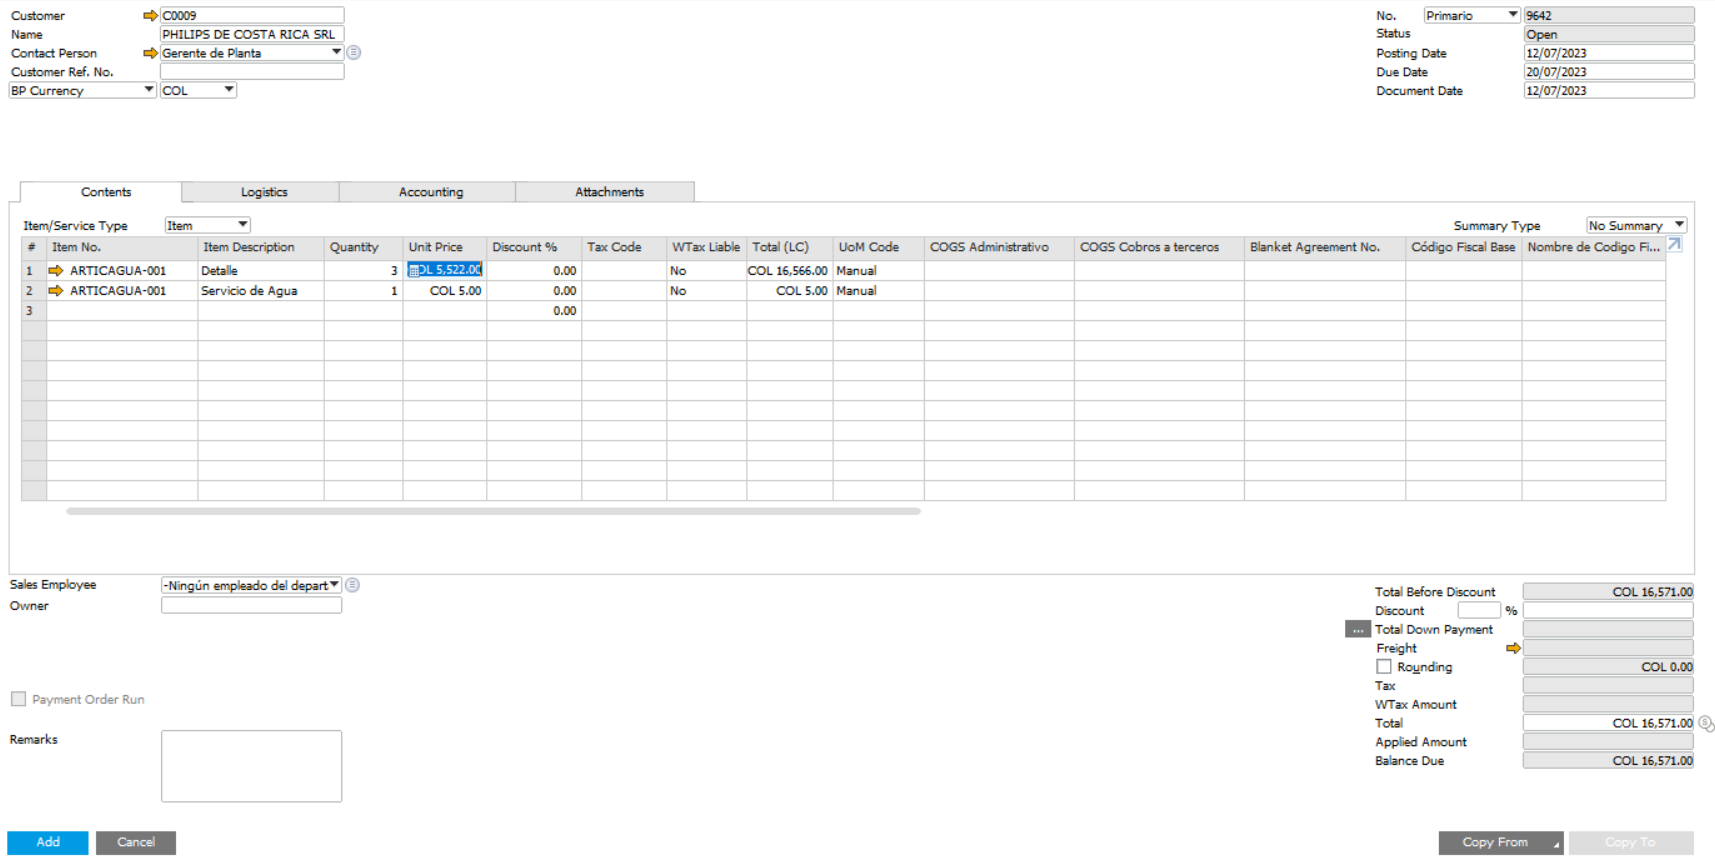 Customer C0009
Name PHILIPS DE COSTA RICA SRL
Contact Person Gerente de Planta
Customer Ref. No.
BP Currency COL
No. Primario 9642
Status Open
Posting Date 12/07/2023
Due Date 20/07/2023
Document Date 12/07/2023
Contents Logistics Accounting Attachments
Item/Service Type Item Summary Type No Summary
# Item No. Item Description Quantity Unit Price Discount % Tax Code WTax Liable Total (LC) UoM Code COGS Administrativo COGS Cobros a terceros Blanket Agreement No. Código Fiscal Base Nombre de Codigo Fi...
1 ARTICAGUA-001 Detalle 3 OL 5,522.00 0.00 No COL 16,566.00 Manual
2 ARTICAGUA-001 Servicio de Agua 1 COL 5.00 0.00 No COL 5.00 Manual
3 0.00
Sales Employee -Ningún empleado del depart
Owner
Payment Order Run
Remarks
Total Before Discount COL 16,571.00
Discount %
... Total Down Payment
Freight
Rounding COL 0.00
Tax
WTax Amount
Total COL 16,571.00
Applied Amount
Balance Due COL 16,571.00
Add Cancel Copy From Copy To